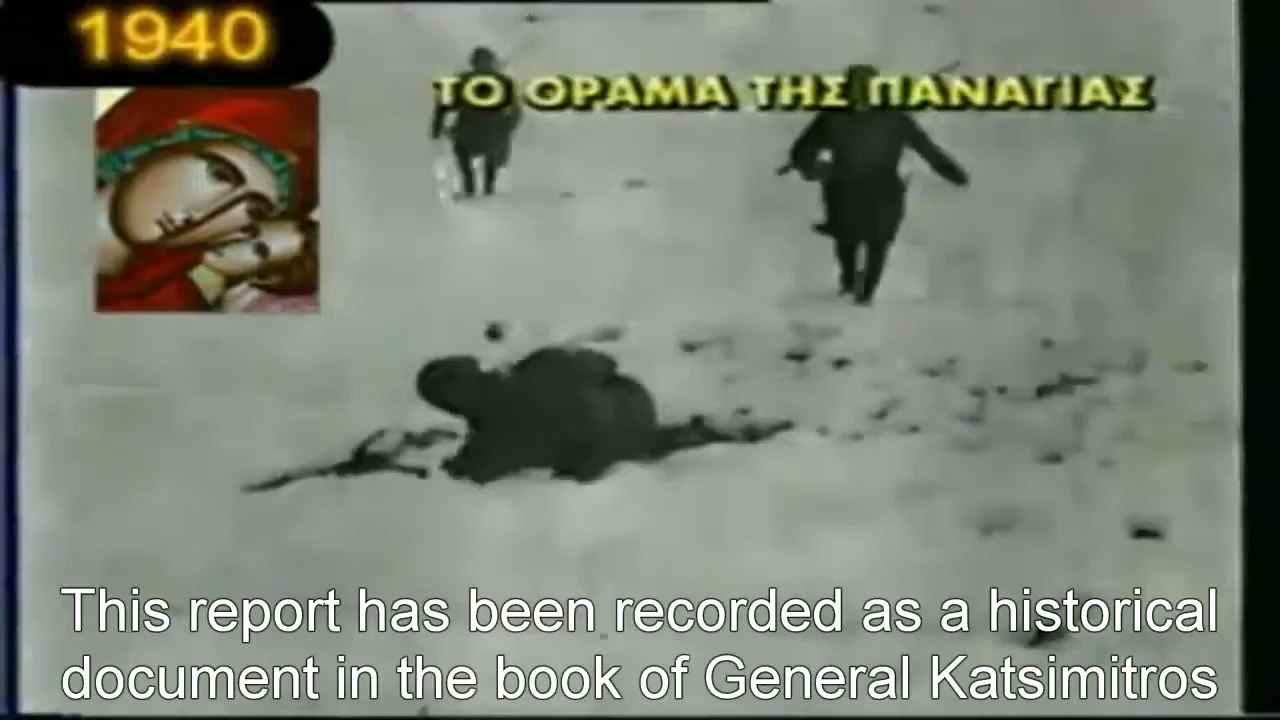 1940
ΤΟ ΟΡΑΜΑ ΤΗΣ ΠΑΝΑΓΙΑΣ
This report has been recorded as a historical
document in the book of General Katsimitros